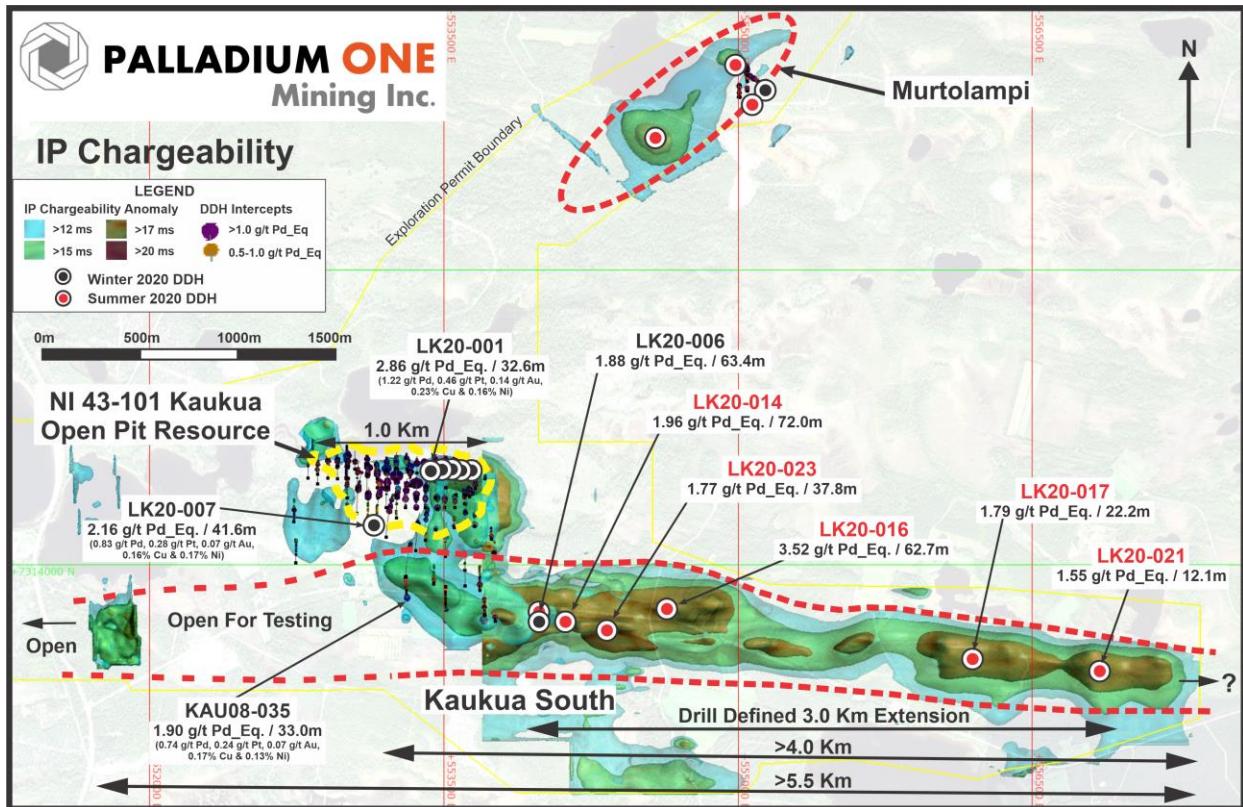 PALLADIUM ONE
Mining Inc.
IP Chargeability
LEGEND
IP Chargeability Anomaly
DDH Intercepts
>12 ms
>17 ms
>1.0 g/t Pd_Eq
>15 ms
>20 ms
0.5-1.0 g/t Pd_Eq
Winter 2020 DDH
Summer 2020 DDH
0m
500m
1000m
1500m
553500 E
555000 E
556500 E
N
Murtolampi
Exploration Permit Boundary
LK20-001
2.86 g/t Pd_Eq. / 32.6m
(1.22 g/t Pd, 0.46 g/t Pt, 0.14 g/t Au,
0.23% Cu & 0.16% Ni)
LK20-006
1.88 g/t Pd_Eq. / 63.4m
LK20-014
1.96 g/t Pd_Eq. / 72.0m
NI 43-101 Kaukua
Open Pit Resource
1.0 Km
LK20-023
1.77 g/t Pd_Eq. / 37.8m
LK20-007
2.16 g/t Pd_Eq. / 41.6m
(0.83 g/t Pd, 0.28 g/t Pt, 0.07 g/t Au,
0.16% Cu & 0.17% Ni)
LK20-016
3.52 g/t Pd_Eq. / 62.7m
LK20-017
1.79 g/t Pd_Eq. / 22.2m
LK20-021
1.55 g/t Pd_Eq. / 12.1m
+7314000 N
Open
Open For Testing
?
KAU08-035
1.90 g/t Pd_Eq. / 33.0m
(0.74 g/t Pd, 0.24 g/t Pt, 0.07 g/t Au,
0.17% Cu & 0.13% Ni)
Kaukua South
Drill Defined 3.0 Km Extension
>4.0 Km
>5.5 Km
+553500 E
555000 E
556500 E